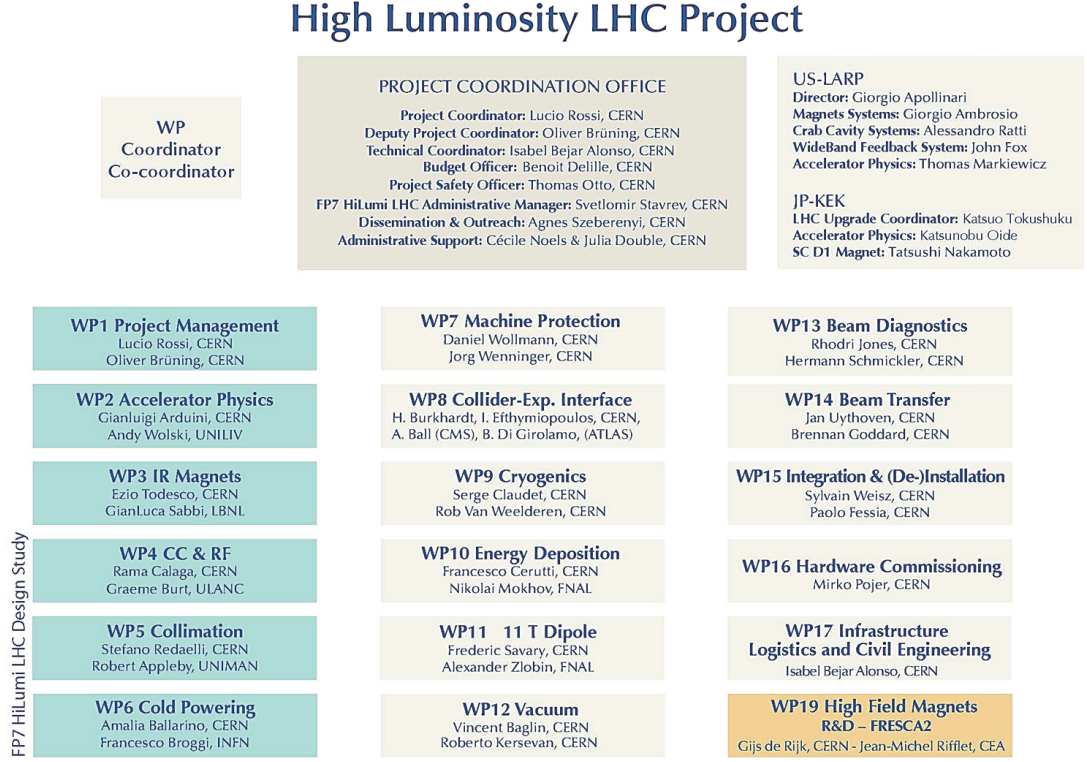 High Luminosity LHC Project
WP
Coordinator
Co-coordinator
PROJECT COORDINATION OFFICE
Project Coordinator: Lucio Rossi, CERN
Deputy Project Coordinator: Oliver Brüning, CERN
Technical Coordinator: Isabel Bejar Alonso, CERN
Budget Officer: Benoit Delille, CERN
Project Safety Officer: Thomas Otto, CERN
FP7 HiLumi LHC Administrative Manager: Svetlomir Stavrev, CERN
Dissemination & Outreach: Agnes Szeberenyi, CERN
Administrative Support: Cécile Noels & Julia Double, CERN
US-LARP
Director: Giorgio Apollinari
Magnets Systems: Giorgio Ambrosio
Crab Cavity Systems: Alessandro Ratti
WideBand Feedback System: John Fox
Accelerator Physics: Thomas Markiewicz
JP-KEK
LHC Upgrade Coordinator: Katsuo Tokushuku
Accelerator Physics: Katsunobu Oide
SC D1 Magnet: Tatsushi Nakamoto
FP7 HiLumi LHC Design Study
WP1 Project Management
Lucio Rossi, CERN
Oliver Brüning, CERN
WP2 Accelerator Physics
Gianluigi Arduini, CERN
Andy Wolski, UNILIV
WP3 IR Magnets
Ezio Todesco, CERN
GianLuca Sabbi, LBNL
WP4 CC & RF
Rama Calaga, CERN
Graeme Burt, ULANC
WP5 Collimation
Stefano Redaelli, CERN
Robert Appleby, UNIMAN
WP6 Cold Powering
Amalia Ballarino, CERN
Francesco Broggi, INFN
WP7 Machine Protection
Daniel Wollmann, CERN
Jorg Wenninger, CERN
WP8 Collider-Exp. Interface
H. Burkhardt, I. Efthymiopoulos, CERN,
A. Ball (CMS), B. Di Girolamo, (ATLAS)
WP9 Cryogenics
Serge Claudet, CERN
Rob Van Weelderen, CERN
WP10 Energy Deposition
Francesco Cerutti, CERN
Nikolai Mokhov, FNAL
WP11 11 T Dipole
Frederic Savary, CERN
Alexander Zlobin, FNAL
WP12 Vacuum
Vincent Baglin, CERN
Roberto Kersevan, CERN
WP13 Beam Diagnostics
Rhodri Jones, CERN
Hermann Schmickler, CERN
WP14 Beam Transfer
Jan Uythoven, CERN
Brennan Goddard, CERN
WP15 Integration & (De-)Installation
Sylvain Weisz, CERN
Paolo Fessia, CERN
WP16 Hardware Commissioning
Mirko Pojer, CERN
WP17 Infrastructure
Logistics and Civil Engineering
Isabel Bejar Alonso, CERN
WP19 High Field Magnets
R&D – FRESCA2
Gijs de Rijk, CERN - Jean-Michel Rifflet, CEA